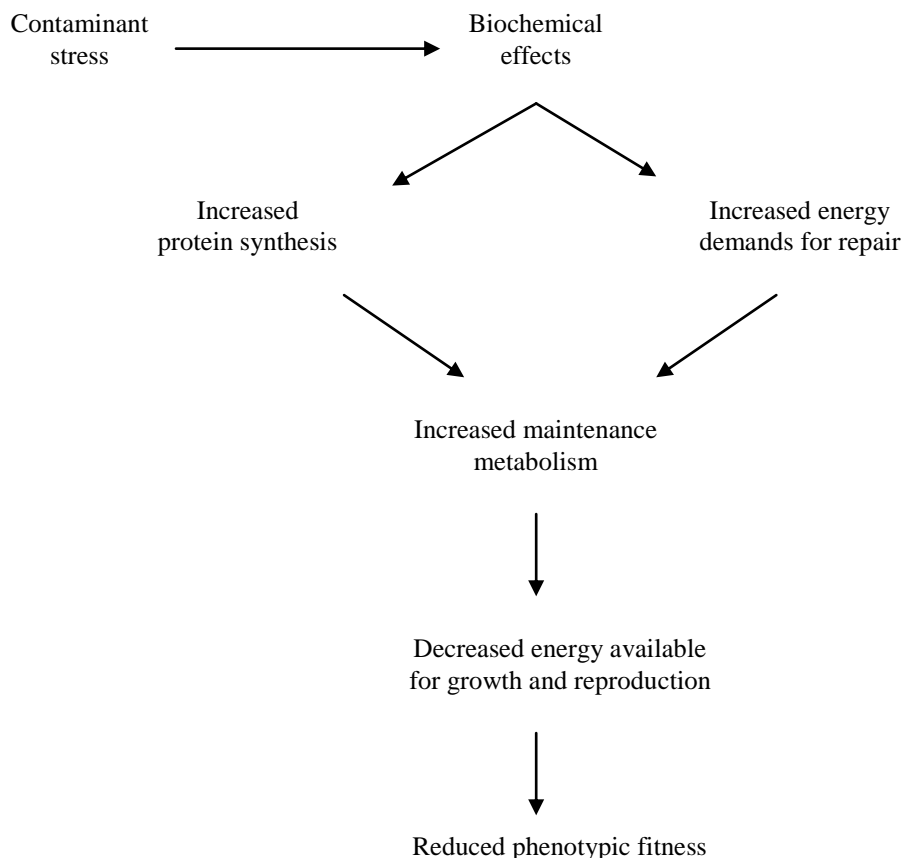 Contaminant
stress
Biochemical
effects
Increased
protein synthesis
Increased energy
demands for repair
Increased maintenance
metabolism
Decreased energy available
for growth and reproduction
Reduced phenotypic fitness